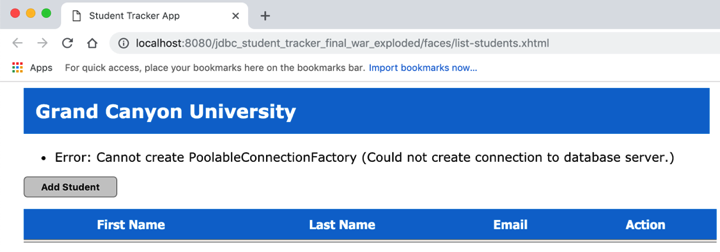 Student Tracker App
localhost:8080/jdbc_student_tracker_final_war_exploded/faces/list-students.xhtml
Apps For quick access, place your bookmarks here on the bookmarks bar. Import bookmarks now...
Grand Canyon University
• Error: Cannot create PoolableConnectionFactory (Could not create connection to database server.)
Add Student
First Name Last Name Email Action